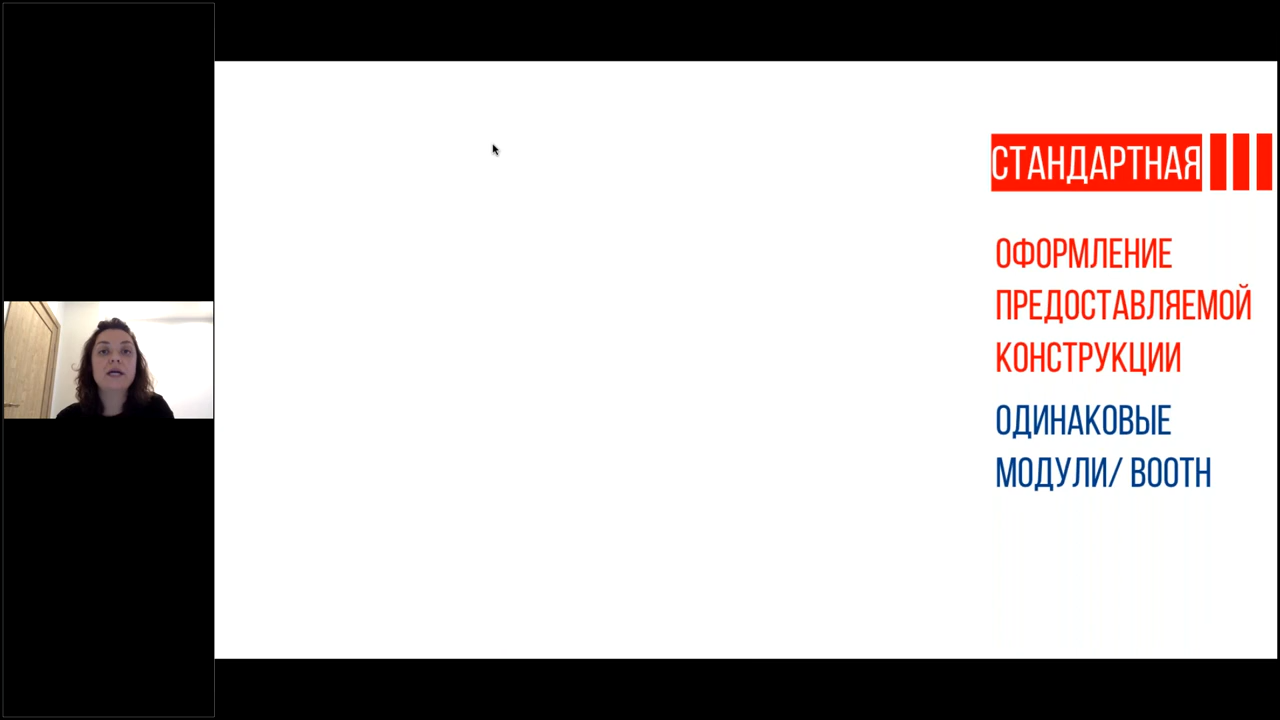 СТАНДАРТНАЯ
ОФОРМЛЕНИЕ
ПРЕДОСТАВЛЯЕМОЙ
КОНСТРУКЦИИ
ОДИНАКОВЫЕ
МОДУЛИ/ BOOTH